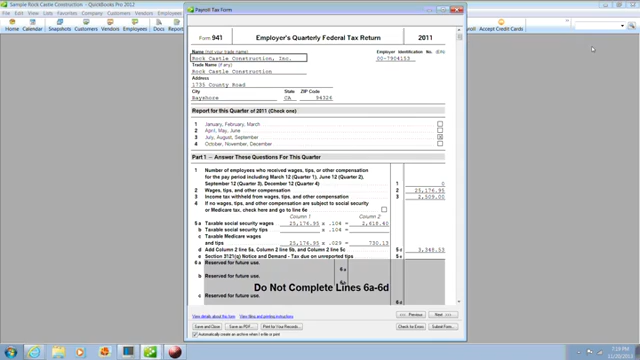 Sample Rock Castle Construction - QuickBooks Pro 2012
File Edit View Lists
Home Calendar
Customers Employees Docs
Accept Credit Cards
Payroll Tax Form
Form 941 Employer's Quarterly Federal Tax Return 2011
Name (not your trade name) Employer Identification No. (EIN)
Rock Castle Construction, Inc. 00-7904153
Trade Name (if any)
Rock Castle Construction
Address
1735 County Road
City State ZIP Code
Bayshore CA 94326
Report for this Quarter of 2011 (Check one)
1 January, February, March
2 April, May, June
3 July, August, September
4 October, November, December
Part 1 -- Answer These Questions For This Quarter
1 Number of employees who received wages, tips, or other compensation
for the pay period including March 12 (Quarter 1), June 12 (Quarter 2),
September 12 (Quarter 3), December 12 (Quarter 4) 1 0
2 Wages, tips, and other compensation 2 25,176.95
3 Income tax withheld from wages, tips, and other compensation 3 2,509.00
4 If no wages, tips, and other compensation are subject to social security
or Medicare tax, check here and go to line 6e
Column 1 Column 2
5a Taxable social security wages 25,176.95 x .104 = 2,618.40
b Taxable social security tips x .104 =
c Taxable Medicare wages
and tips 25,176.95 x .029 = 730.13
d Add Column 2 line 5a, Column 2 line 5b, and Column 2 line 5c 5d 3,348.53
e Section 3121(q) Notice and Demand - Tax due on unreported tips 5e
6a Reserved for future use.
6a
b Reserved for future use.
Do Not Complete Lines 6a-6d
c Reserved for future use.
Previous Next
View details about this form View filing and printing instructions
Save and Close Save as PDF... Print for Your Records... Check for Errors Submit Form...
Automatically create an archive when I print
7:19 PM